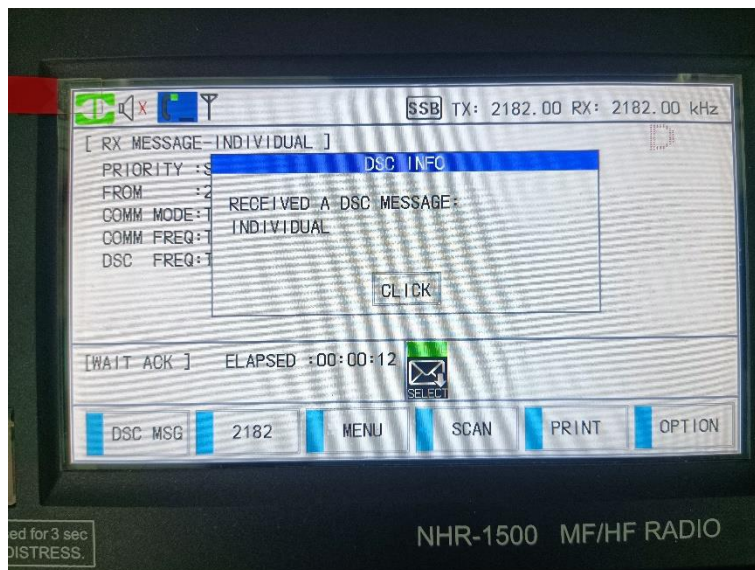 SSB TX: 2182.00 RX: 2182.00 kHz
[ RX MESSAGE-INDIVIDUAL ]
DSC INFO
PRIORITY :S
FROM :2
COMM MODE:T
COMM FREQ:T
DSC FREQ:T
RECEIVED A DSC MESSAGE:
INDIVIDUAL
CLICK
[WAIT ACK ] ELAPSED :00:00:12
SELECT
DSC MSG 2182 MENU SCAN PRINT OPTION
ed for 3 sec
DISTRESS.
NHR-1500 MF/HF RADIO